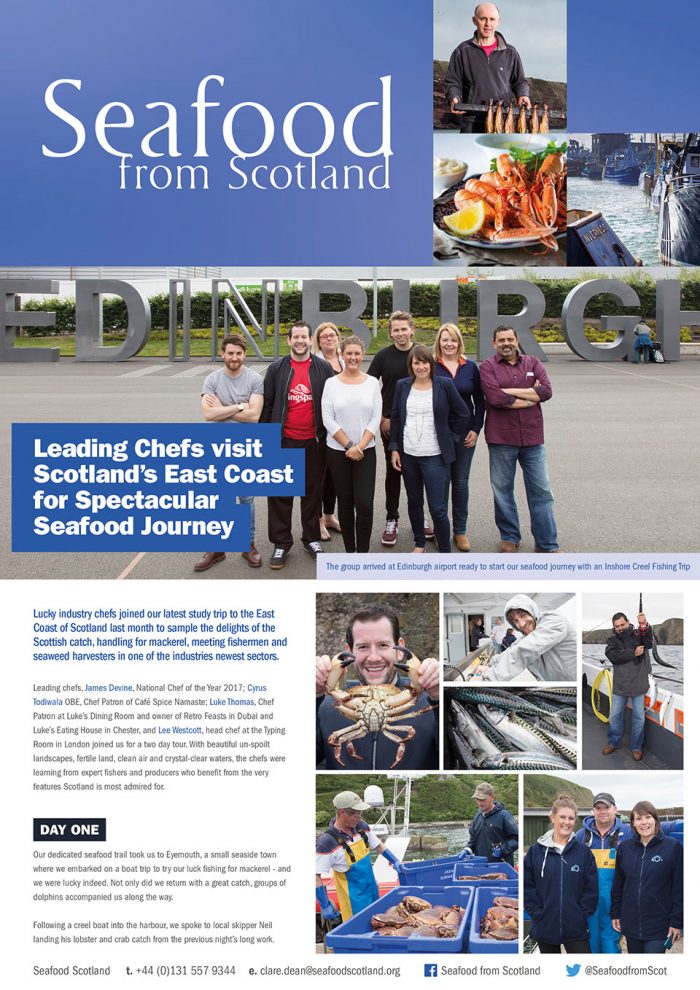 Seafood
from Scotland
INVERNESS
EDINBURGH
Leading Chefs visit
Scotland's East Coast
for Spectacular
Seafood Journey
The group arrived at Edinburgh airport ready to start our seafood journey with an Inshore Creel Fishing Trip
Lucky industry chefs joined our latest study trip to the East
Coast of Scotland last month to sample the delights of the
Scottish catch, handling for mackerel, meeting fishermen and
seaweed harvesters in one of the industries newest sectors.
Leading chefs, James Devine, National Chef of the Year 2017; Cyrus
Todiwala OBE, Chef Patron of Café Spice Namaste; Luke Thomas, Chef
Patron at Luke's Dining Room and owner of Retro Feasts in Dubai and
Luke's Eating House in Chester, and Lee Westcott, head chef at the Typing
Room in London joined us for a two day tour. With beautiful un-spoilt
landscapes, fertile land, clean air and crystal-clear waters, the chefs were
learning from expert fishers and producers who benefit from the very
features Scotland is most admired for.
DAY ONE
Our dedicated seafood trail took us to Eyemouth, a small seaside town
where we embarked on a boat trip to try our luck fishing for mackerel - and
we were lucky indeed. Not only did we return with a great catch, groups of
dolphins accompanied us along the way.
Following a creel boat into the harbour, we spoke to local skipper Neil
landing his lobster and crab catch from the previous night's long work.
Seafood Scotland t. +44 (0)131 557 9344 e. clare.dean@seafoodscotland.org Seafood from Scotland @SeafoodfromScot